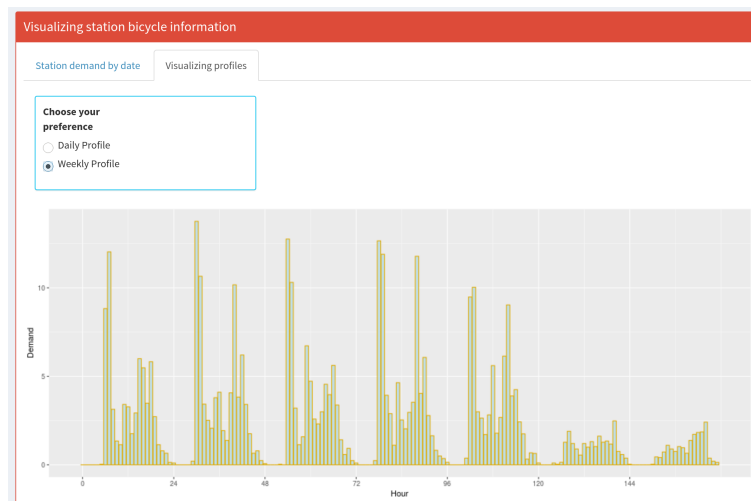 Visualizing station bicycle information
Station demand by date
Visualizing profiles
Choose your
preference
Daily Profile
Weekly Profile
Demand
10
5
0
0 24 48 72 96 120 144
Hour